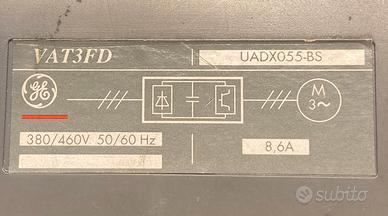 VAT3FD
UADX055-BS
GE
M
3~
380/460V 50/60 Hz
8,6A
subito